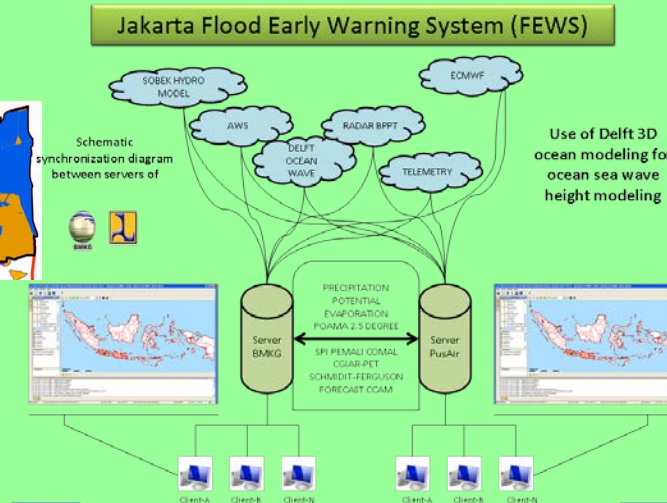 Jakarta Flood Early Warning System (FEWS)
SOBEK HYDRO
MODEL
ECMWF
AWS
RADAR BPPT
DELFT
OCEAN
WAVE
TELEMETRY
Schematic
synchronization diagram
between servers of
BMKG
Use of Delft 3D
ocean modeling fo
ocean sea wave
height modeling
PRECIPITATION
POTENTIAL
EVAPORATION
POAMA 2.5 DEGREE
SPI PEMALI COMAL
CGIAR-PET
SCHMIDIT-FERGUSON
FORECAST CCAM
Server
BMKG
Server
PusAir
Client-A
Client-B
Client-N
Client-A
Client-B
Client-N